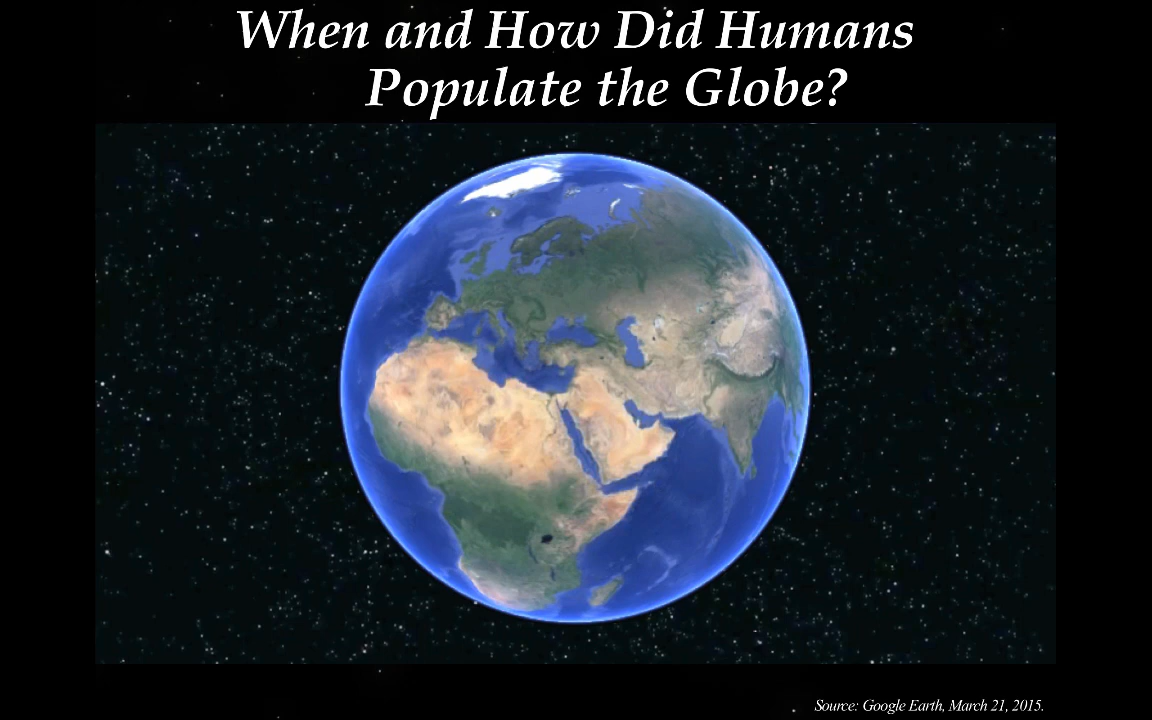 When and How Did Humans
Populate the Globe?
Source: Google Earth, March 21, 2015.